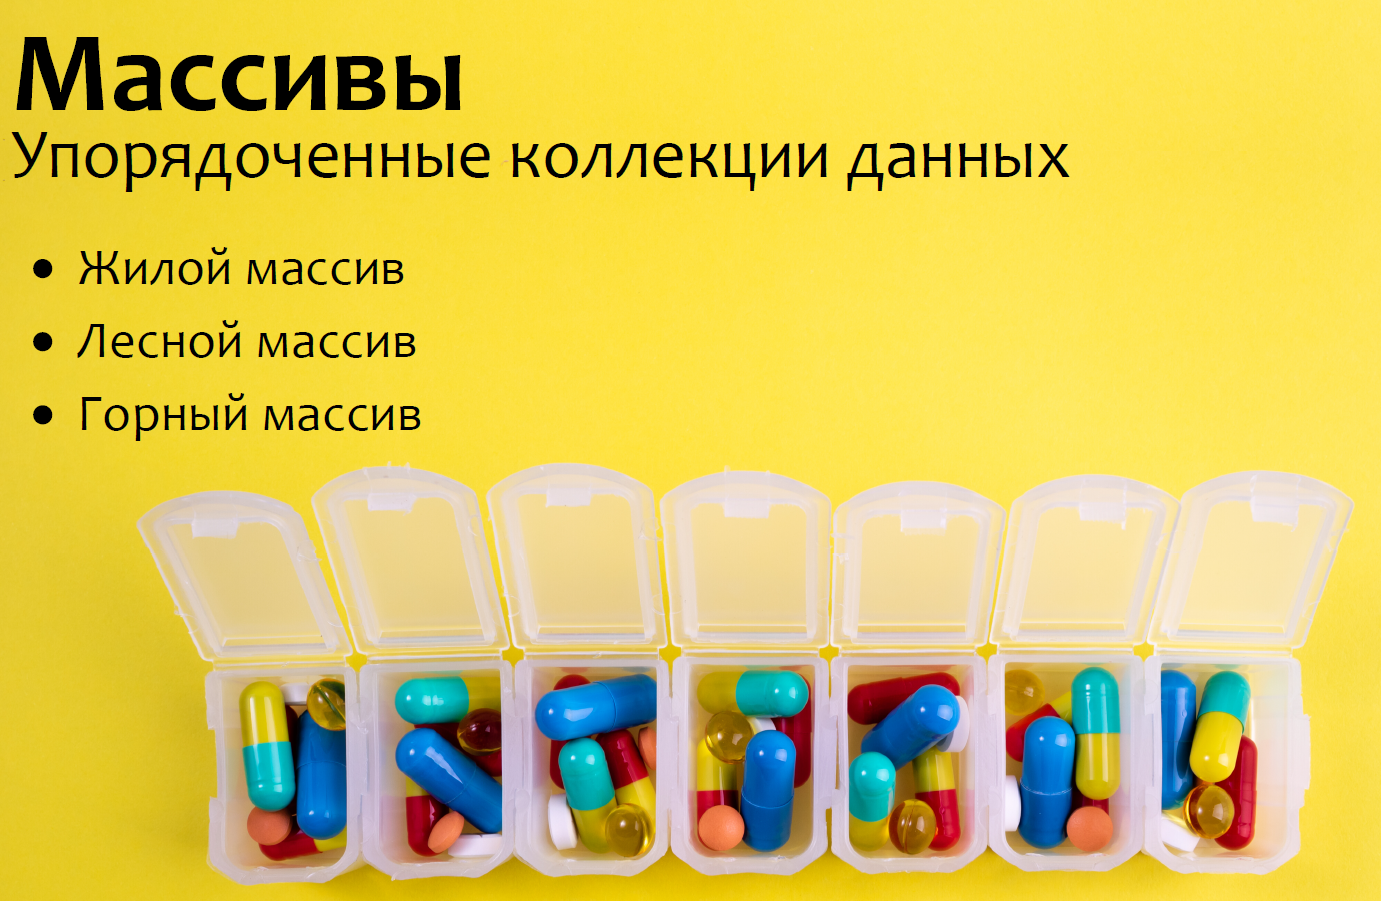 Массивы
Упорядоченные коллекции данных
• Жилой массив
• Лесной массив
• Горный массив